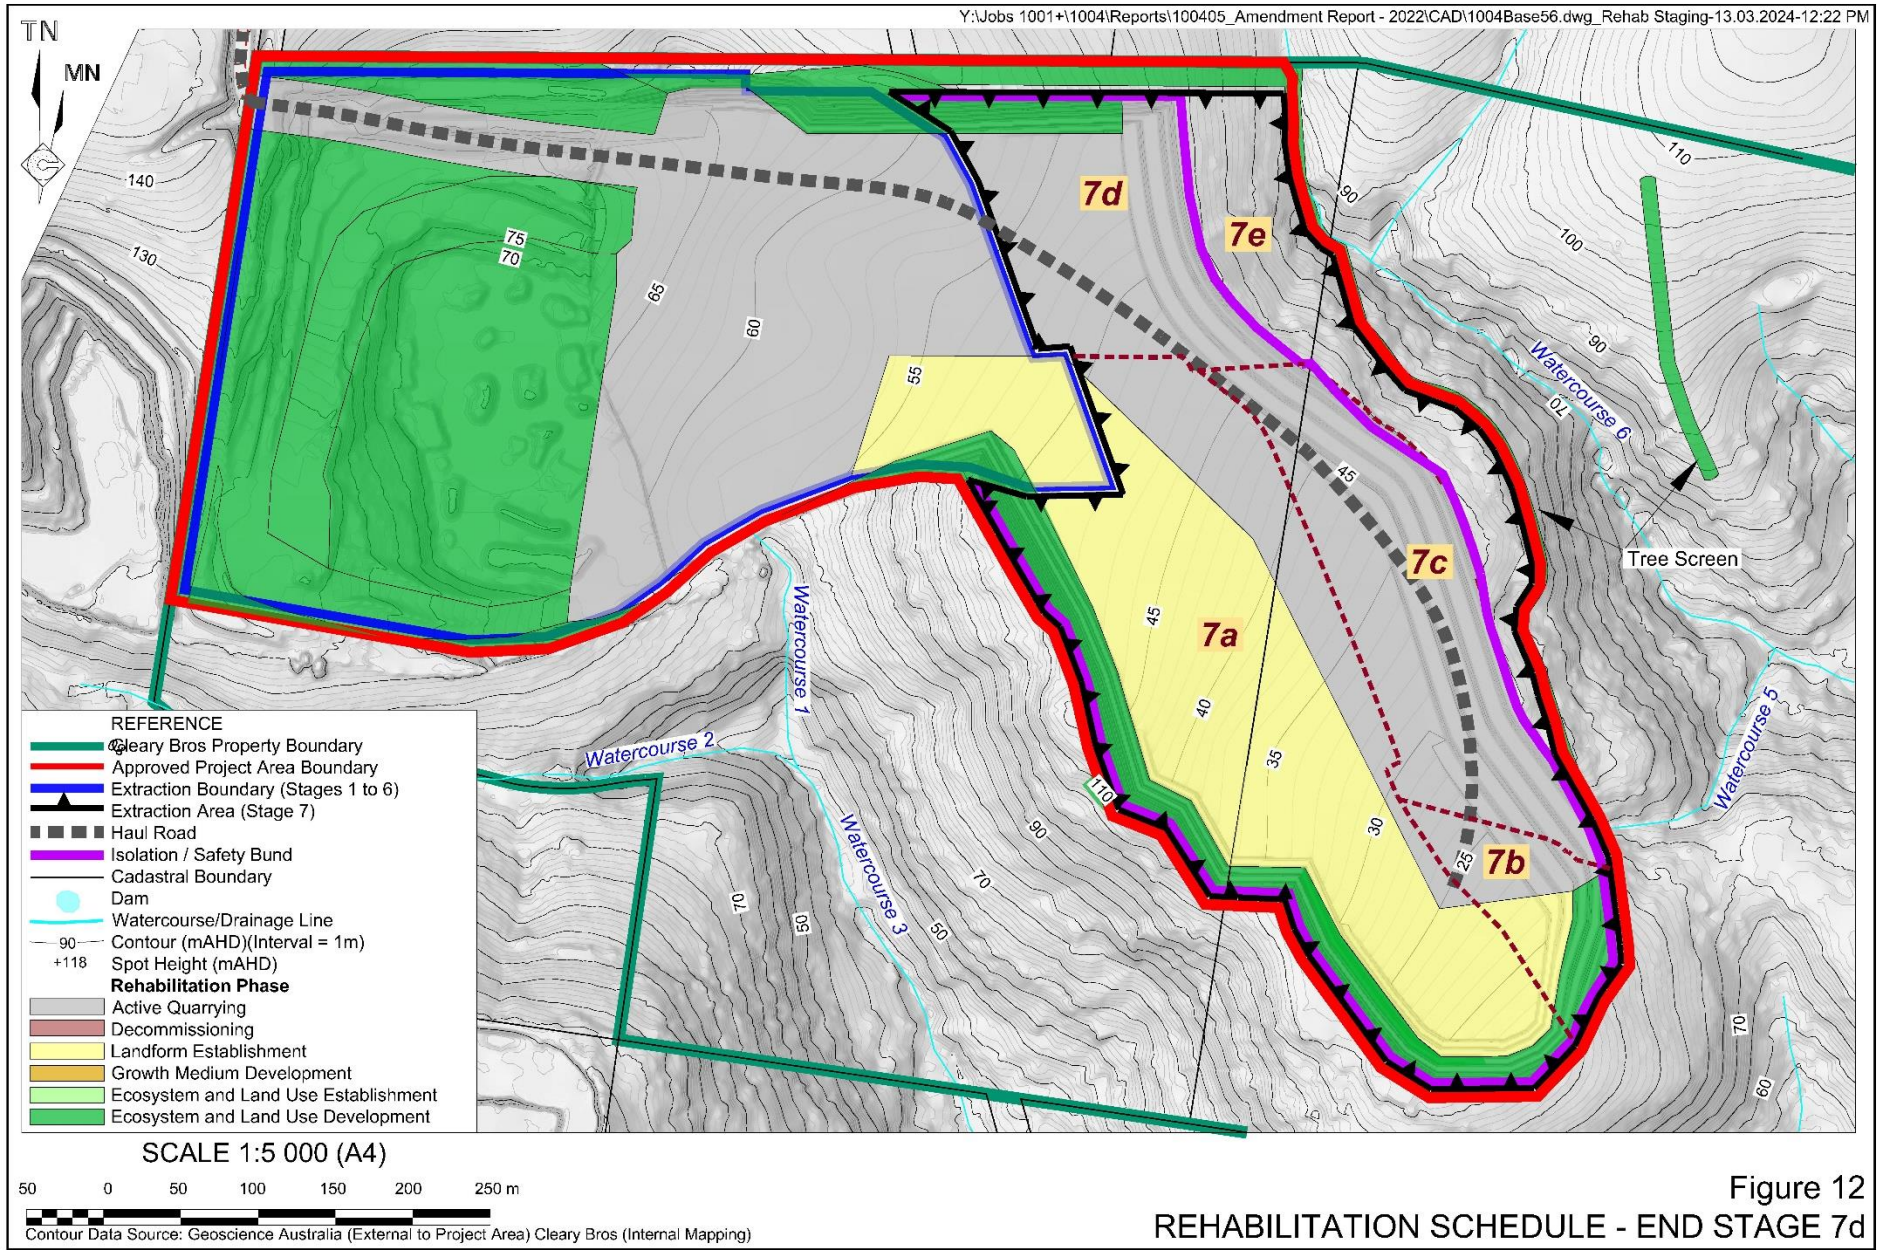 Y:\Jobs 1001+\1004\Reports\100405_Amendment Report - 2022\CAD\1004Base56.dwg_Rehab Staging-13.03.2024-12:22 PM
TN
MN
140
130
75
70
65
60
55
7d
7e
90
110
100
90
Watercourse 6
70
45
7c
Tree Screen
45
7a
40
35
30
25
7b
Watercourse 5
Watercourse 1
Watercourse 2
Watercourse 3
110
90
70
50
70
50
70
60
REFERENCE
Cleary Bros Property Boundary
Approved Project Area Boundary
Extraction Boundary (Stages 1 to 6)
Extraction Area (Stage 7)
Haul Road
Isolation / Safety Bund
Cadastral Boundary
Dam
Watercourse/Drainage Line
90 Contour (mAHD)(Interval = 1m)
+118 Spot Height (mAHD)
Rehabilitation Phase
Active Quarrying
Decommissioning
Landform Establishment
Growth Medium Development
Ecosystem and Land Use Establishment
Ecosystem and Land Use Development
SCALE 1:5 000 (A4)
50 0 50 100 150 200 250 m
Contour Data Source: Geoscience Australia (External to Project Area) Cleary Bros (Internal Mapping)
Figure 12
REHABILITATION SCHEDULE - END STAGE 7d